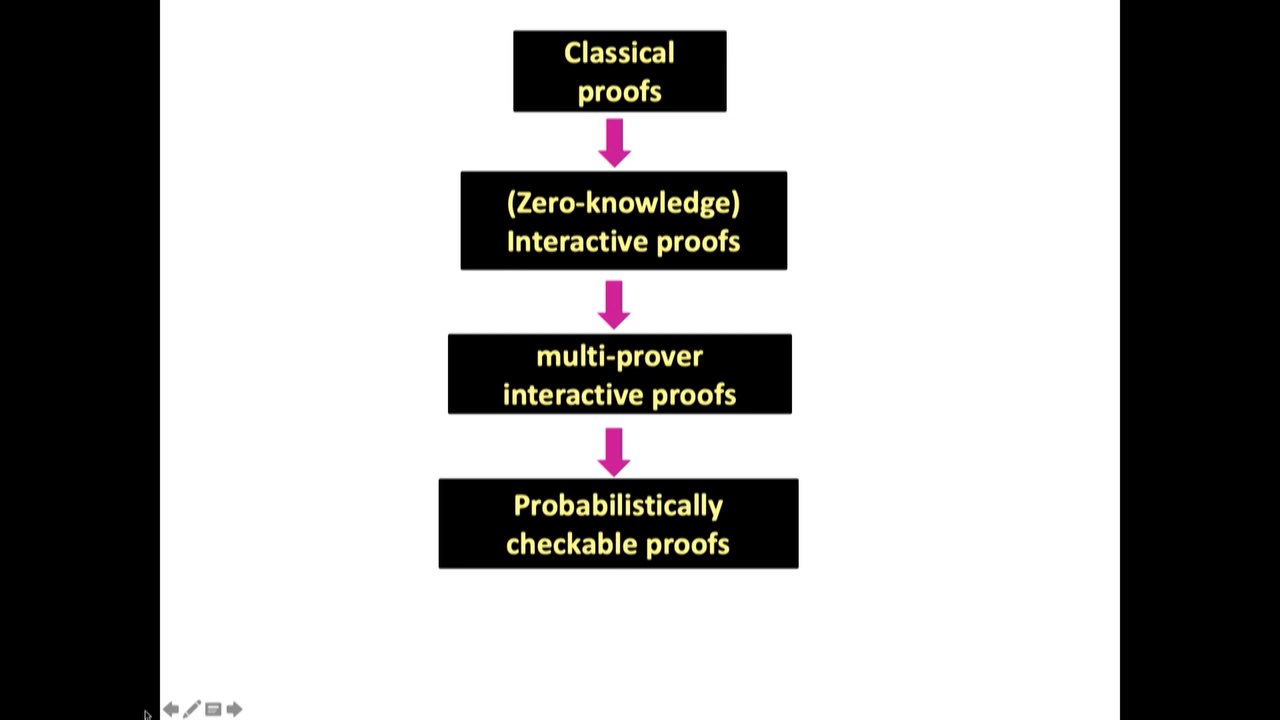 Classical
proofs
(Zero-knowledge)
Interactive proofs
multi-prover
interactive proofs
Probabilistically
checkable proofs